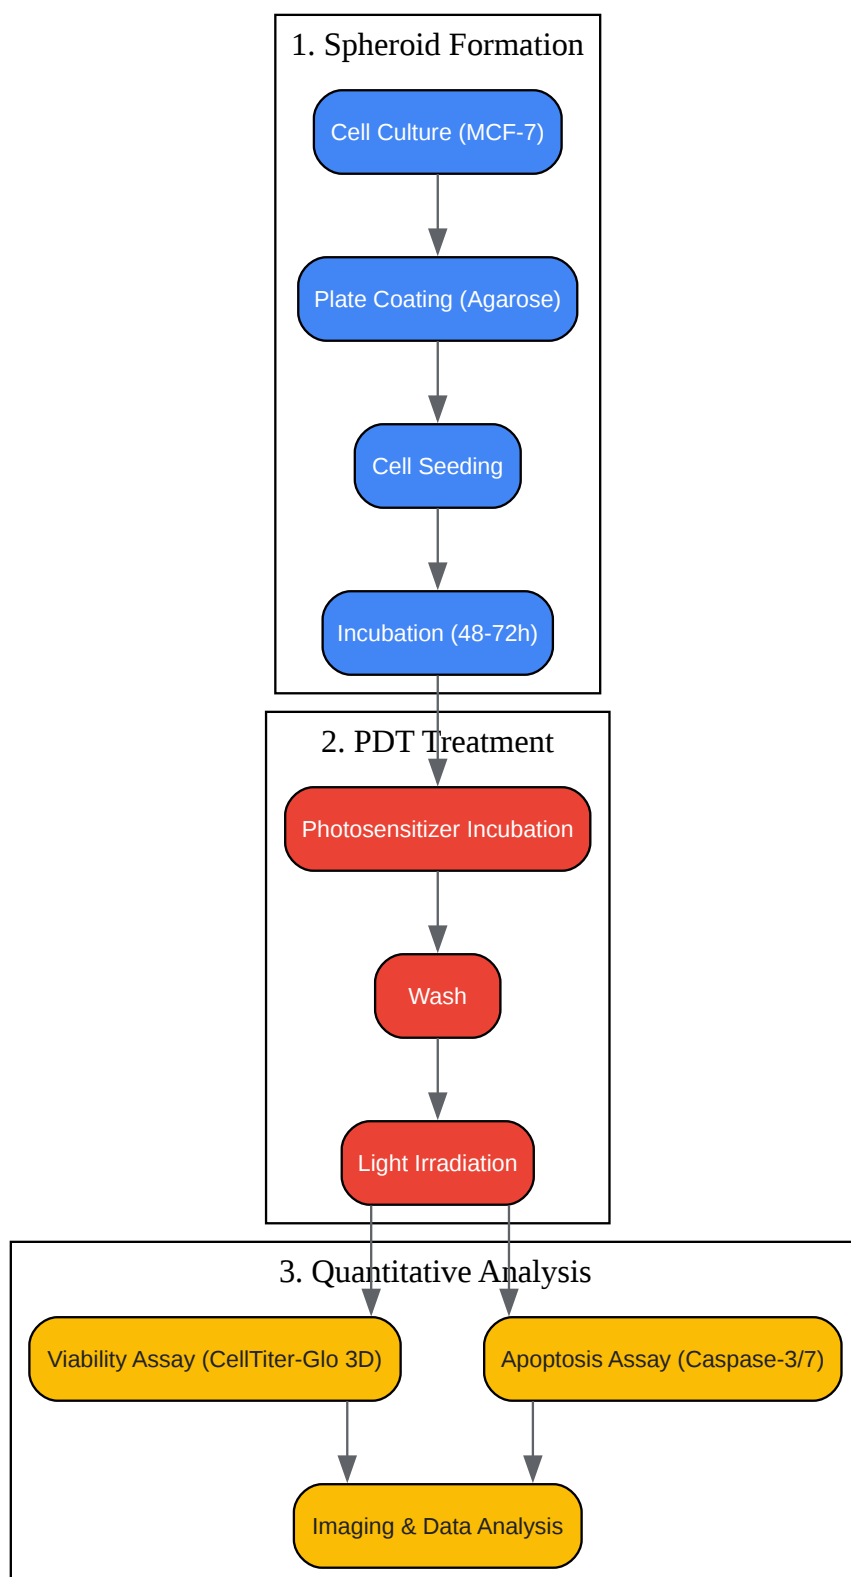 1. Spheroid Formation
Cell Culture (MCF-7)
Plate Coating (Agarose)
Cell Seeding
Incubation (48-72h)
2. PDT Treatment
Photosensitizer Incubation
Wash
Light Irradiation
3. Quantitative Analysis
Viability Assay (CellTiter-Glo 3D)
Apoptosis Assay (Caspase-3/7)
Imaging & Data Analysis